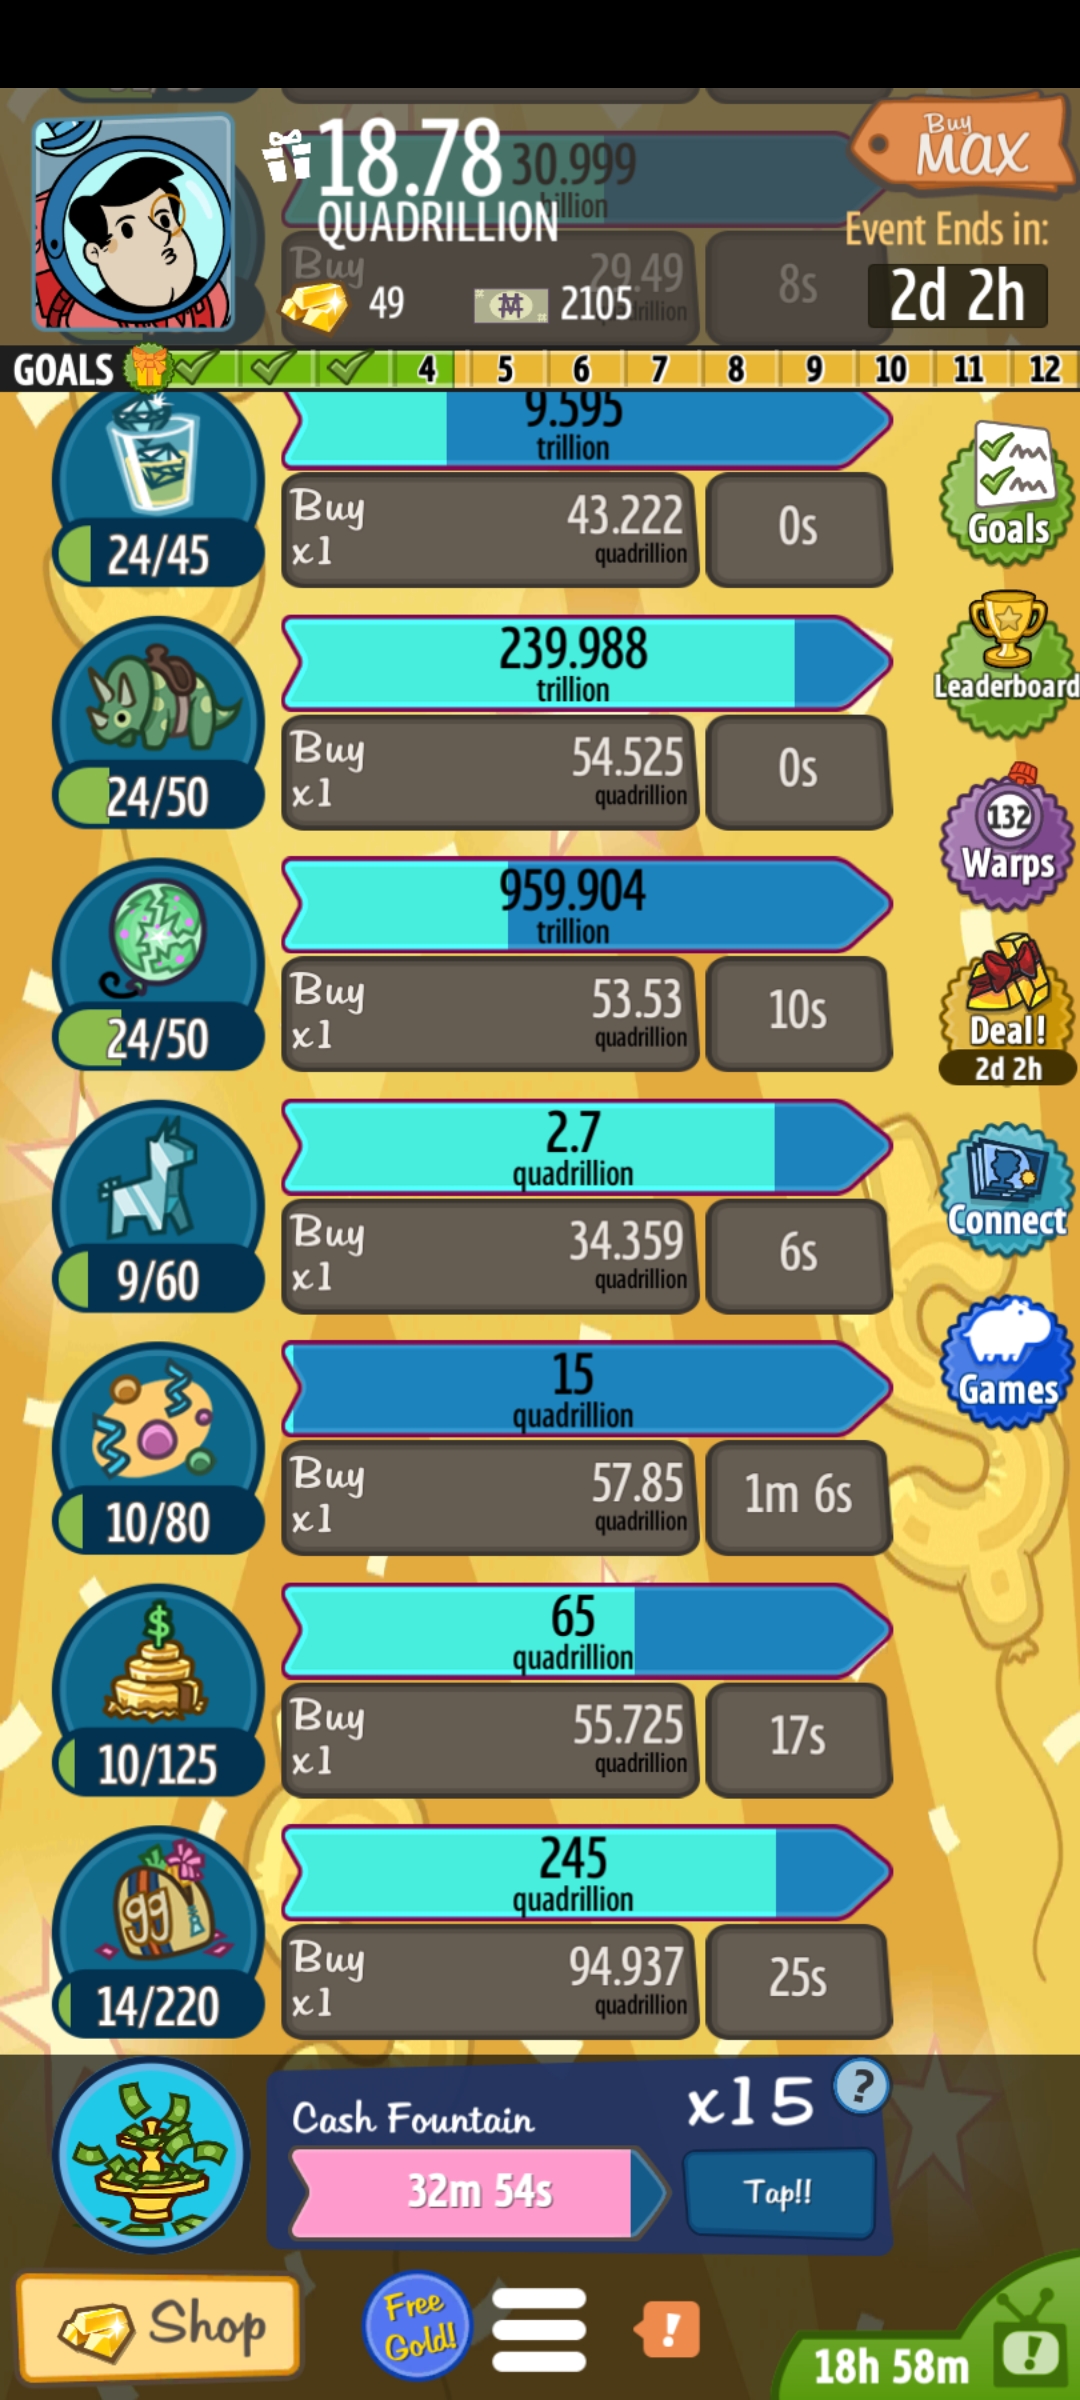 18.78
QUADRILLION
30.999
Buy
MAX
Event Ends in:
2d 2h
Buy
29.49
8s
49
2105
GOALS 4 5 6 7 8 9 10 11 12
9.595
trillion
24/45
Buy
x1
43.222
quadrillion
0s
Goals
239.988
trillion
24/50
Buy
x1
54.525
quadrillion
0s
Leaderboard
959.904
trillion
24/50
Buy
x1
53.53
quadrillion
10s
132
Warps
Deal!
2d 2h
2.7
quadrillion
9/60
Buy
x1
34.359
quadrillion
6s
Connect
15
quadrillion
10/80
Buy
x1
57.85
quadrillion
1m 6s
Games
$
65
quadrillion
10/125
Buy
x1
55.725
quadrillion
17s
99
245
quadrillion
14/220
Buy
x1
94.937
quadrillion
25s
Cash Fountain
x15
?
32m 54s
Tap!!
Shop
Free
Gold!
!
18h 58m
!